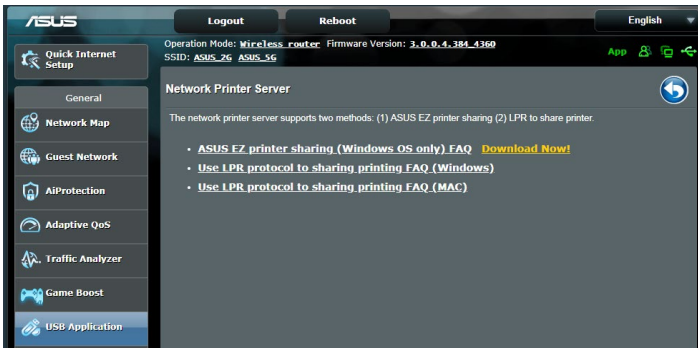 ASUS
Logout
Reboot
English
Quick Internet
Setup
Operation Mode: Wireless router Firmware Version: 3.0.0.4.384_4360
SSID: ASUS_2G ASUS_5G
App
General
Network Map
Guest Network
AiProtection
Adaptive QoS
Traffic Analyzer
Game Boost
USB Application
Network Printer Server
The network printer server supports two methods: (1) ASUS EZ printer sharing (2) LPR to share printer.
ASUS EZ printer sharing (Windows OS only) FAQ Download Now!
Use LPR protocol to sharing printing FAQ (Windows)
Use LPR protocol to sharing printing FAQ (MAC)